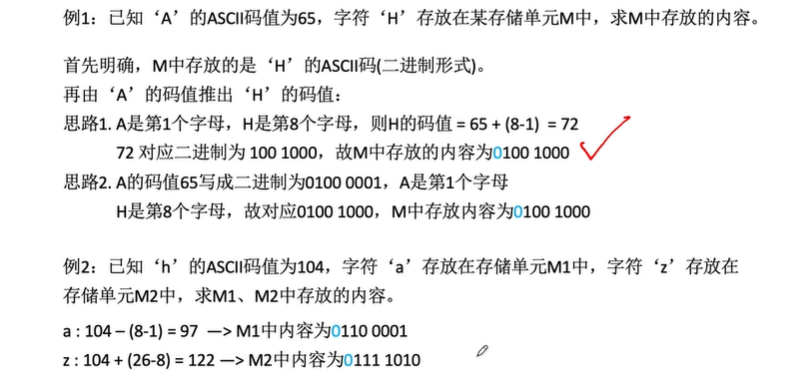 例1：已知‘A’的ASCII码值为65，字符‘H’存放在某存储单元M中，求M中存放的内容。
首先明确，M中存放的是‘H’的ASCII码(二进制形式)。
再由‘A’的码值推出‘H’的码值：
思路1. A是第1个字母，H是第8个字母，则H的码值 = 65 + (8-1) = 72
72 对应二进制为 100 1000，故M中存放的内容为0100 1000
思路2. A的码值65写成二进制为0100 0001，A是第1个字母
H是第8个字母，故对应0100 1000，M中存放内容为0100 1000
例2：已知‘h’的ASCII码值为104，字符‘a’存放在存储单元M1中，字符‘z’存放在
存储单元M2中，求M1、M2中存放的内容。
a : 104 – (8-1) = 97 —> M1中内容为0110 0001
z : 104 + (26-8) = 122 —> M2中内容为0111 1010